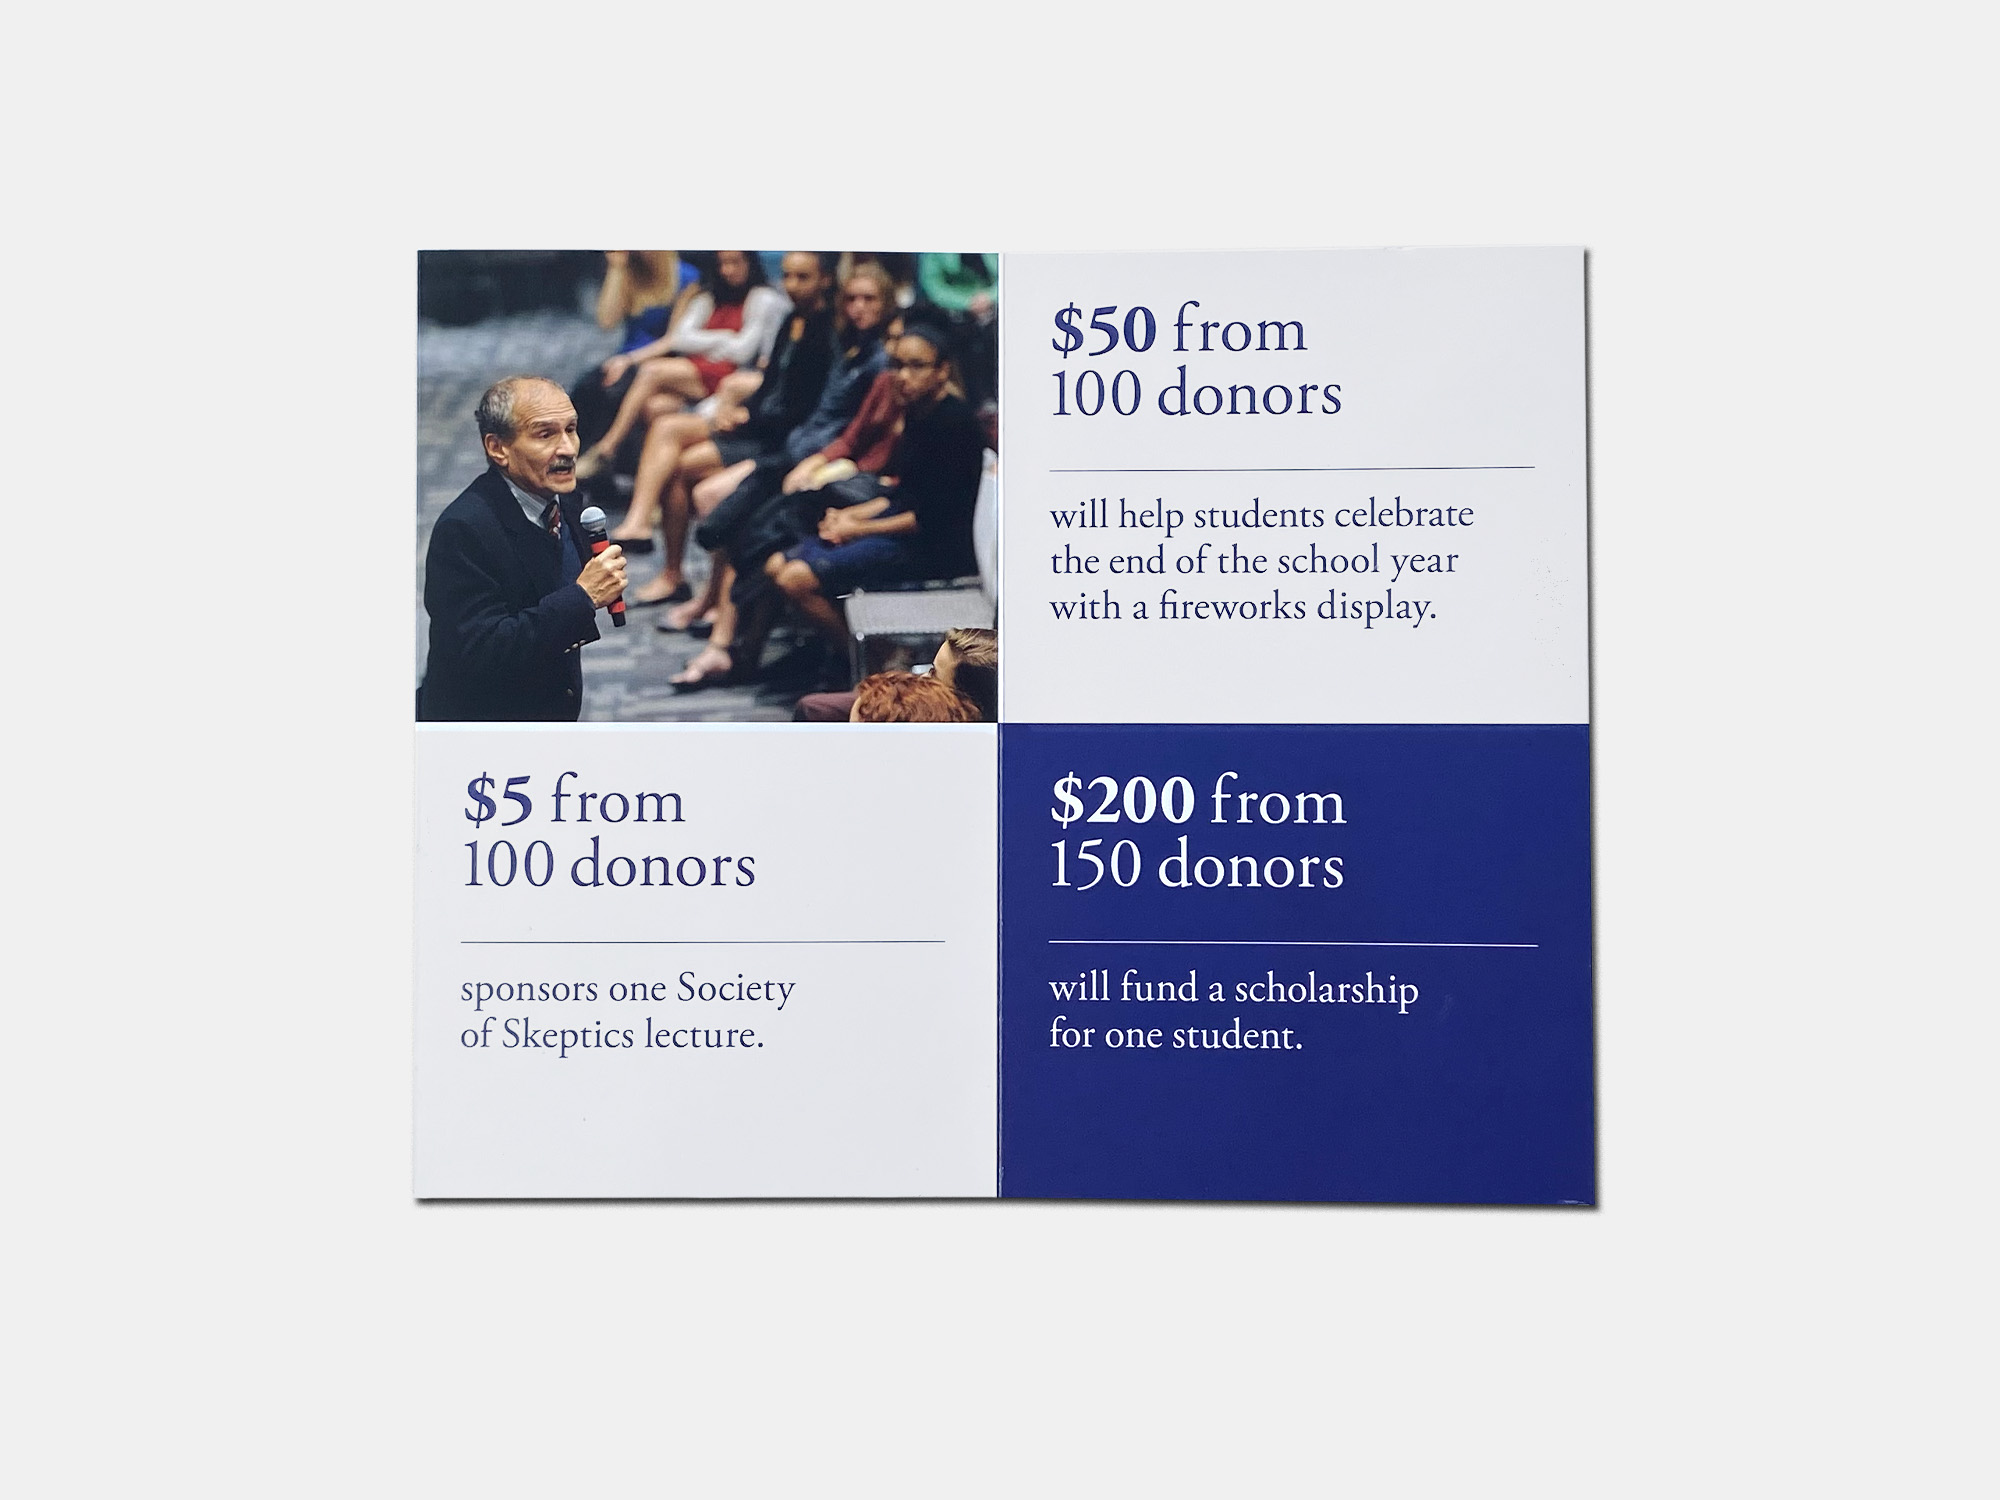 $50 from
100 donors
will help students celebrate
the end of the school year
with a fireworks display.
$5 from
100 donors
sponsors one Society
of Skeptics lecture.
$200 from
150 donors
will fund a scholarship
for one student.